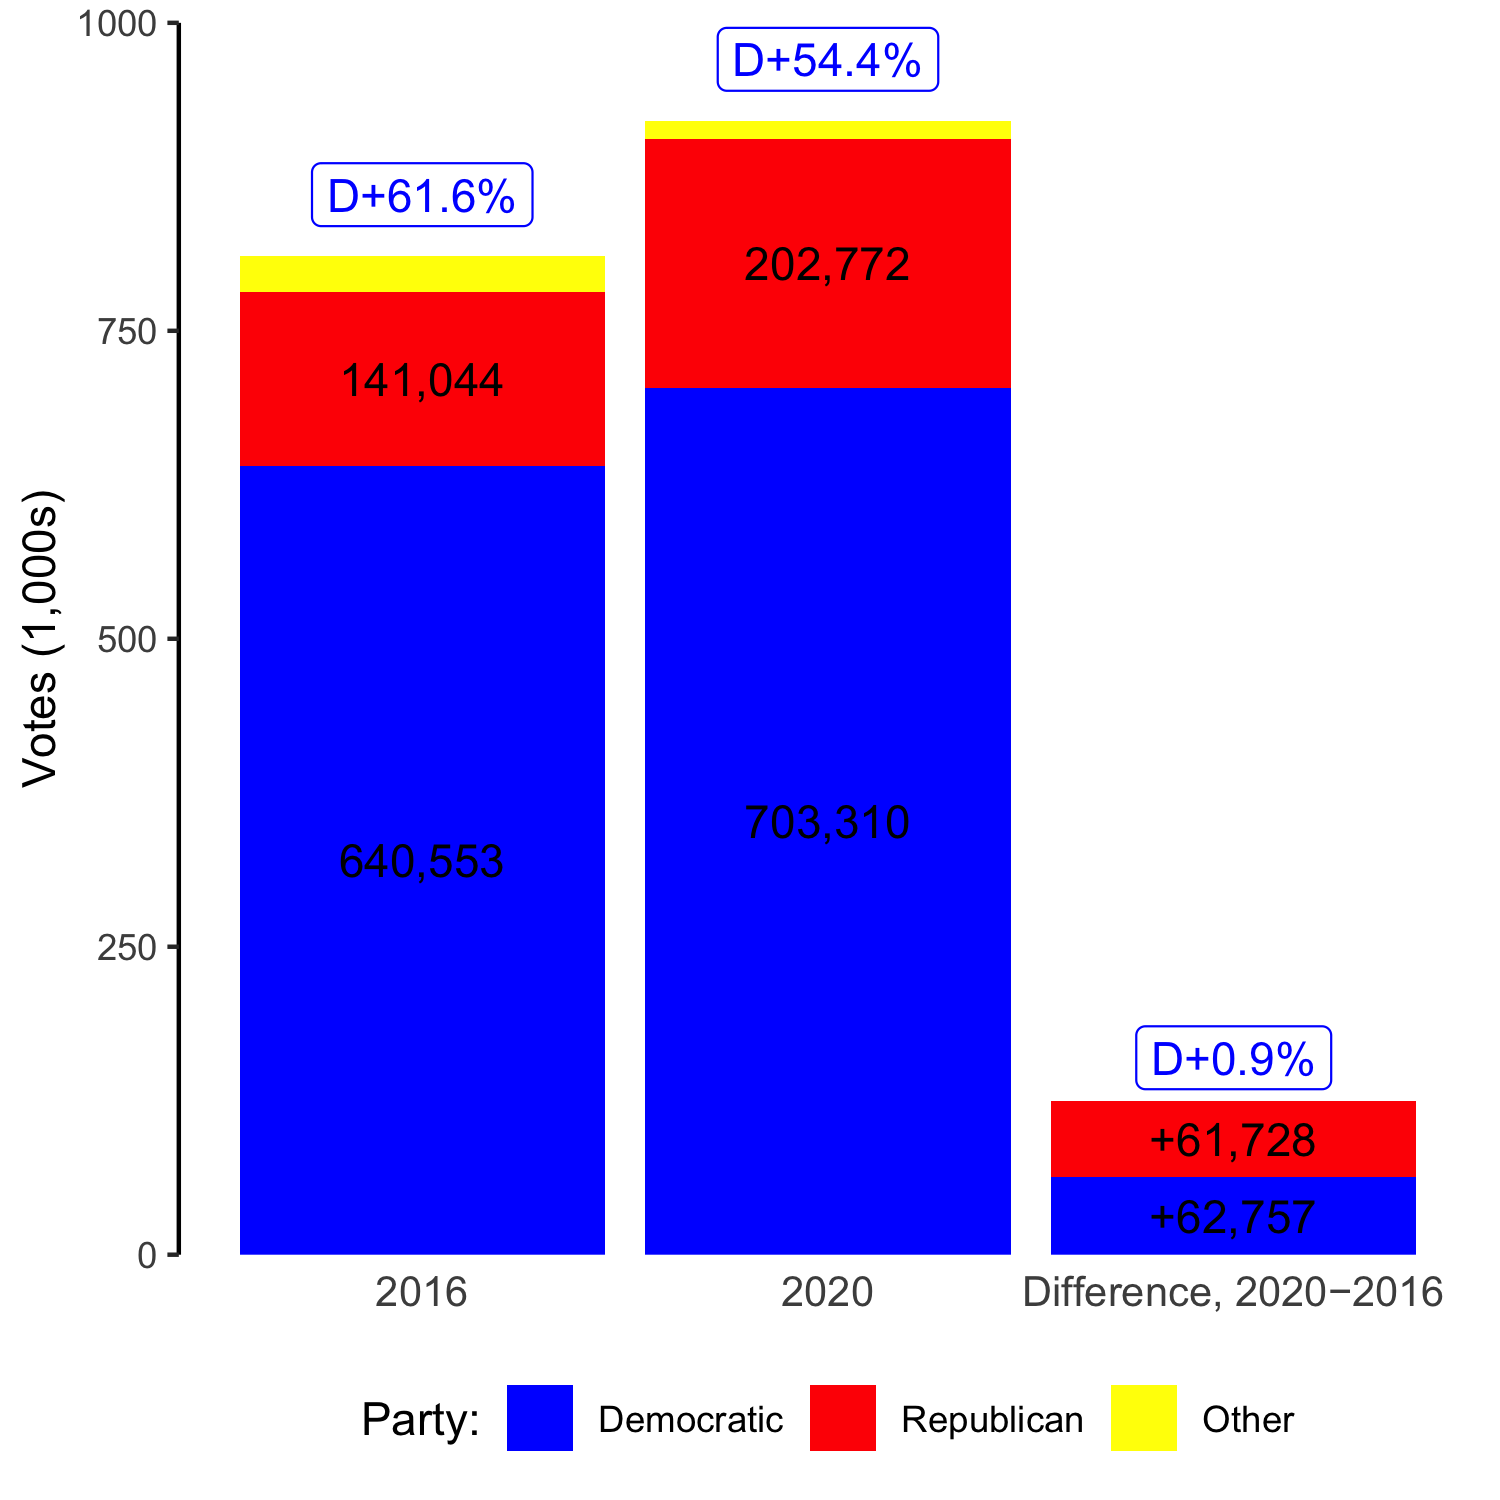 Votes (1,000s)
1000
750
500
250
0
D+61.6%
141,044
640,553
D+54.4%
202,772
703,310
D+0.9%
+61,728
+62,757
2016
2020
Difference, 2020−2016
Party: Democratic Republican Other